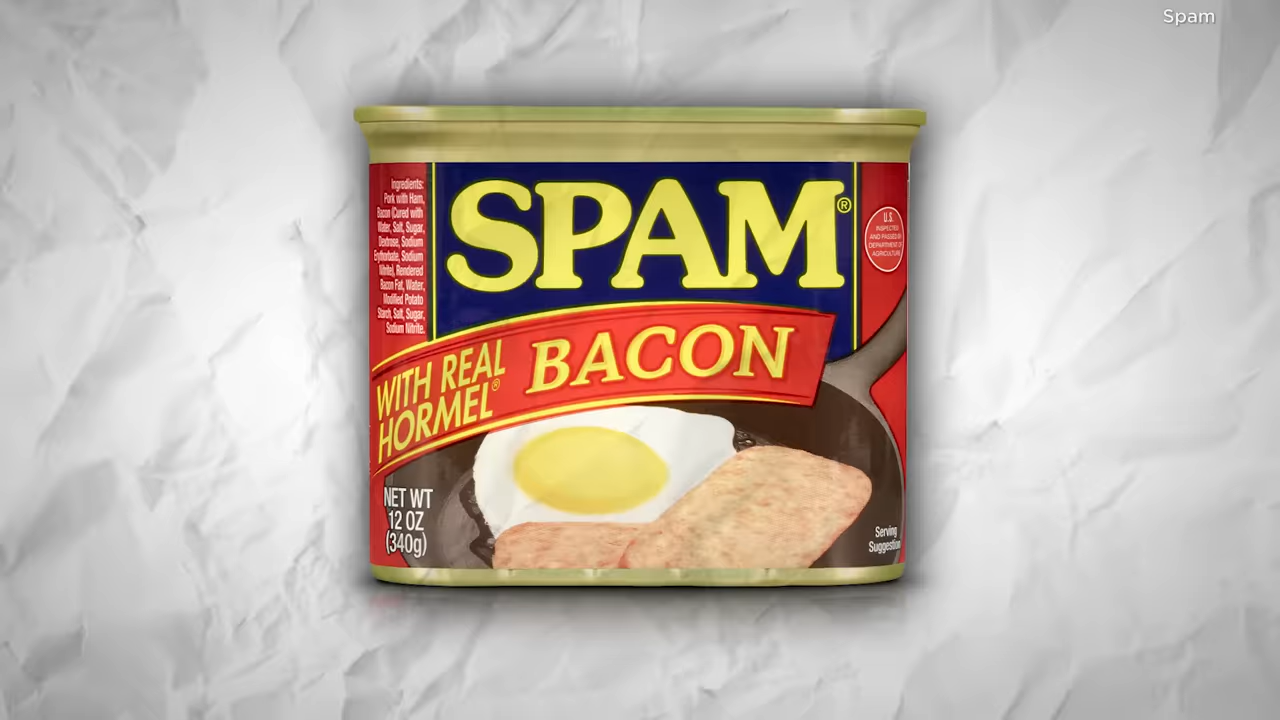 Spam
Ingredients:
Pork with Ham,
Bacon (Cured with
Water, Salt, Sugar,
Dextrose, Sodium
Erythorbate, Sodium
Nitrite), Rendered
Bacon Fat, Water,
Modified Potato
Starch, Salt, Sugar,
Sodium Nitrite.
SPAM®
U.S.
INSPECTED
AND PASSED BY
DEPARTMENT OF
AGRICULTURE
WITH REAL
HORMEL®
BACON
NET WT
12 OZ
(340g)
Serving
Suggestion